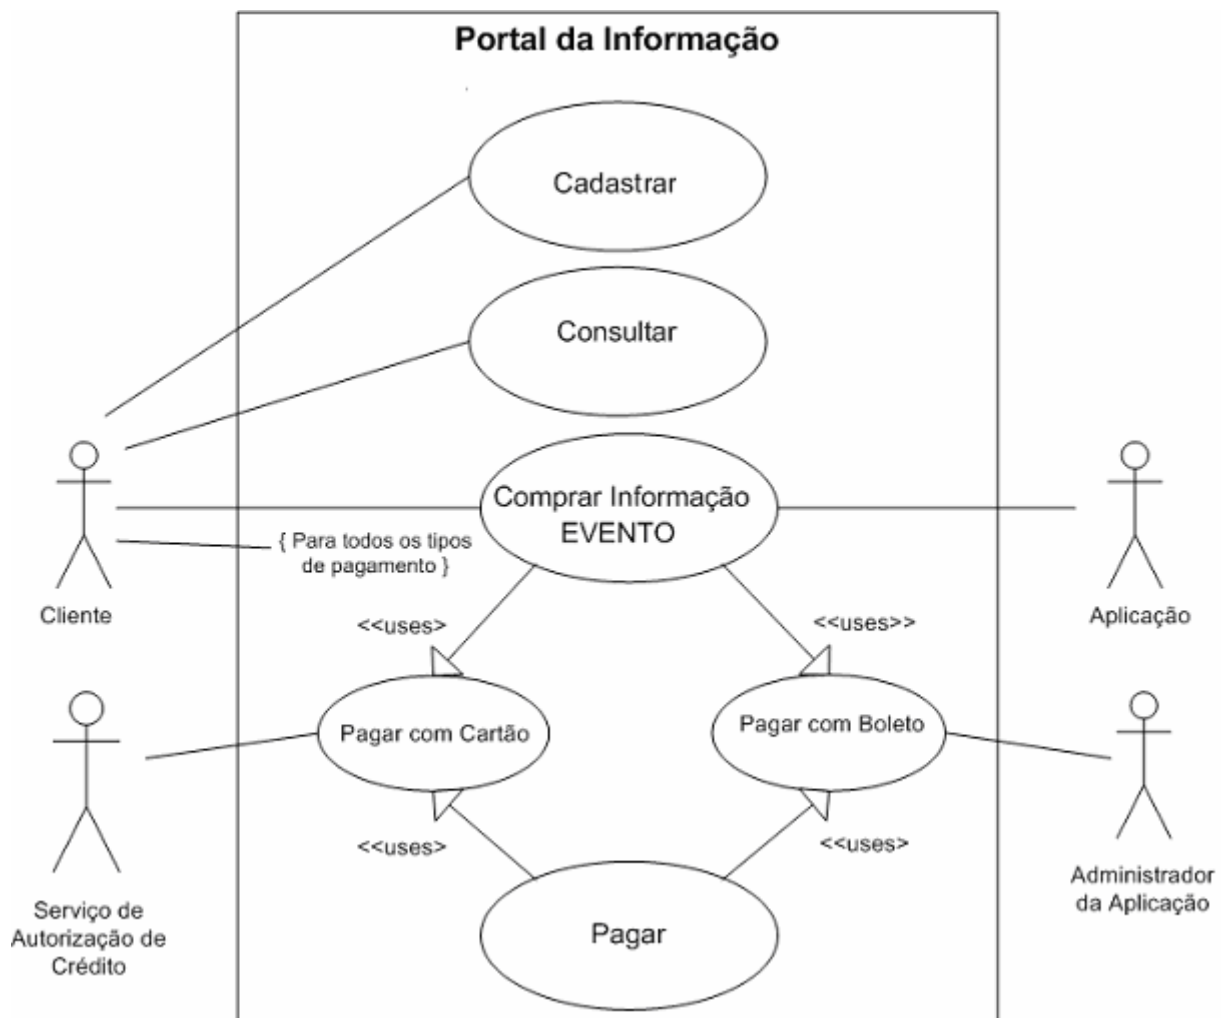 Portal da Informação
Cadastrar
Consultar
Comprar Informação
EVENTO
{ Para todos os tipos
de pagamento }
Cliente
Aplicação
<<uses>
<<uses>>
Pagar com Cartão
Pagar com Boleto
<<uses>
<<uses>
Administrador
da Aplicação
Serviço de
Autorização de
Crédito
Pagar